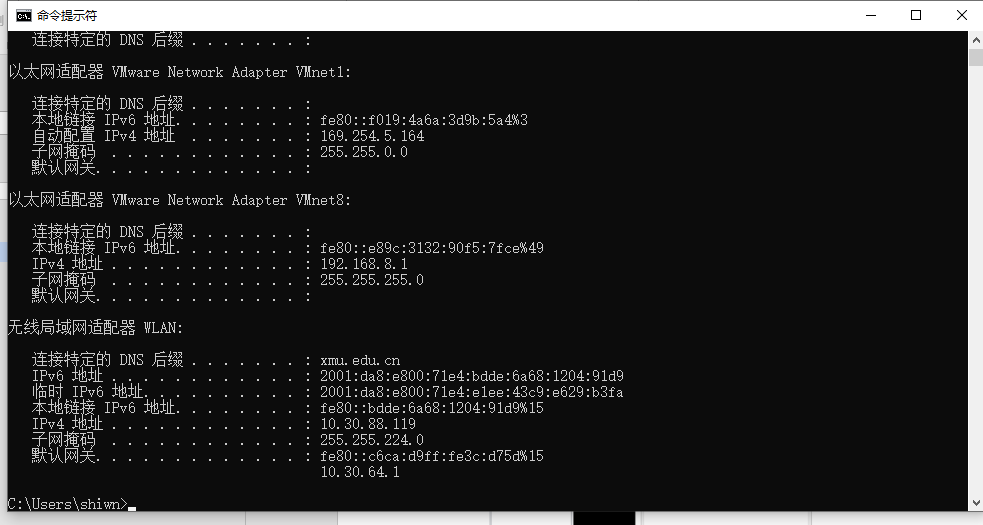 命令提示符
连接特定的 DNS 后缀 . . . . . . . :
以太网适配器 VMware Network Adapter VMnet1:
连接特定的 DNS 后缀 . . . . . . . :
本地链接 IPv6 地址. . . . . . . . : fe80::f019:4a6a:3d9b:5a4%3
自动配置 IPv4 地址 . . . . . . . : 169.254.5.164
子网掩码 . . . . . . . . . . . . : 255.255.0.0
默认网关. . . . . . . . . . . . . :
以太网适配器 VMware Network Adapter VMnet8:
连接特定的 DNS 后缀 . . . . . . . :
本地链接 IPv6 地址. . . . . . . . : fe80::e89c:3132:90f5:7fce%49
IPv4 地址 . . . . . . . . . . . . : 192.168.8.1
子网掩码 . . . . . . . . . . . . : 255.255.255.0
默认网关. . . . . . . . . . . . . :
无线局域网适配器 WLAN:
连接特定的 DNS 后缀 . . . . . . . : xmu.edu.cn
IPv6 地址 . . . . . . . . . . . . : 2001:da8:e800:71e4:bdde:6a68:1204:91d9
临时 IPv6 地址. . . . . . . . . . : 2001:da8:e800:71e4:e1ee:43c9:e629:b3fa
本地链接 IPv6 地址. . . . . . . . : fe80::bdde:6a68:1204:91d9%15
IPv4 地址 . . . . . . . . . . . . : 10.30.88.119
子网掩码 . . . . . . . . . . . . : 255.255.224.0
默认网关. . . . . . . . . . . . . : fe80::c6ca:d9ff:fe3c:d75d%15
10.30.64.1
C:\Users\shiwn>